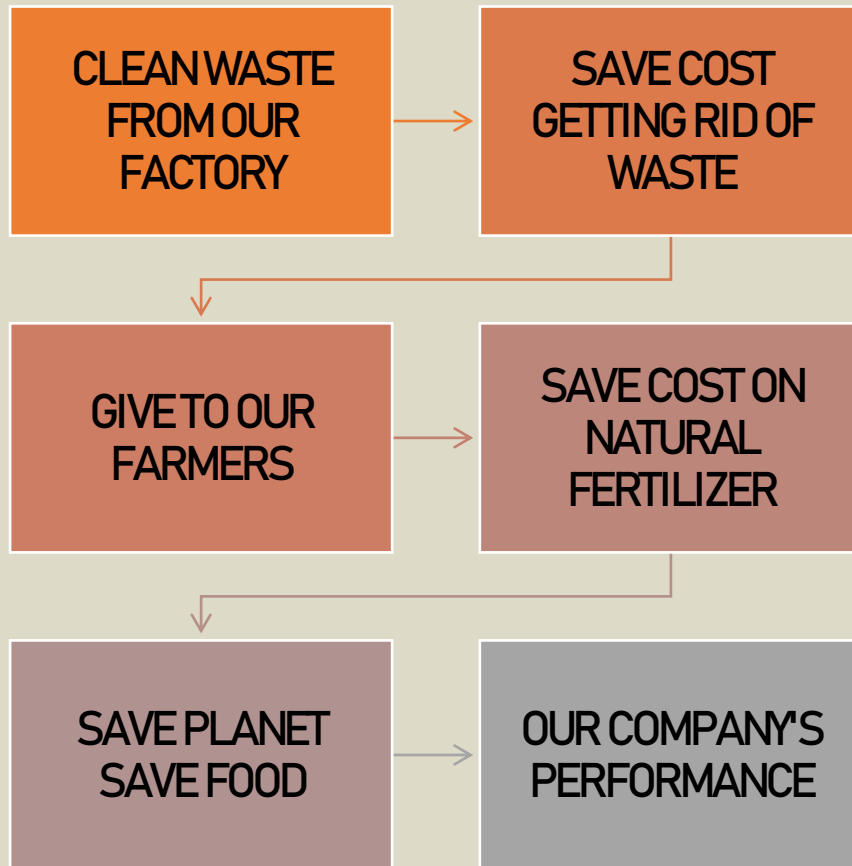 CLEAN WASTE
FROM OUR
FACTORY
SAVE COST
GETTING RID OF
WASTE
GIVE TO OUR
FARMERS
SAVE COST ON
NATURAL
FERTILIZER
SAVE PLANET
SAVE FOOD
OUR COMPANY'S
PERFORMANCE